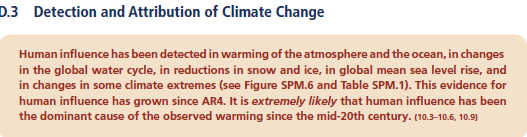 D.3 Detection and Attribution of Climate Change
Human influence has been detected in warming of the atmosphere and the ocean, in changes
in the global water cycle, in reductions in snow and ice, in global mean sea level rise, and
in changes in some climate extremes (see Figure SPM.6 and Table SPM.1). This evidence for
human influence has grown since AR4. It is extremely likely that human influence has been
the dominant cause of the observed warming since the mid-20th century. {10.3–10.6, 10.9}